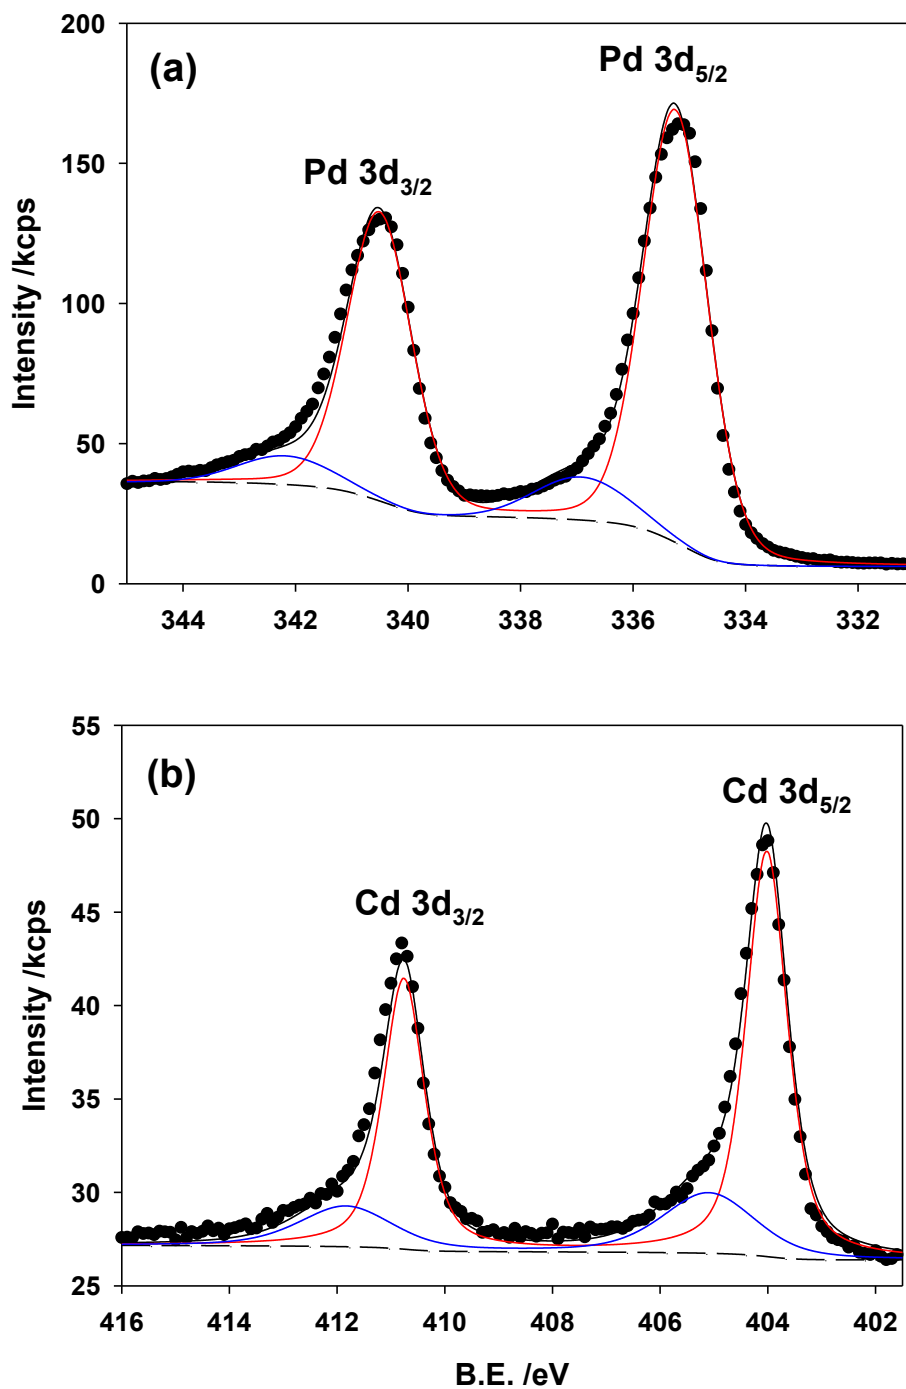 200
(a)
Pd 3d5/2
150
Pd 3d3/2
Intensity /kcps
100
50
0
344 342 340 338 336 334 332
55
(b)
Cd 3d5/2
50
45
Cd 3d3/2
Intensity /kcps
40
35
30
25
416 414 412 410 408 406 404 402
B.E. /eV